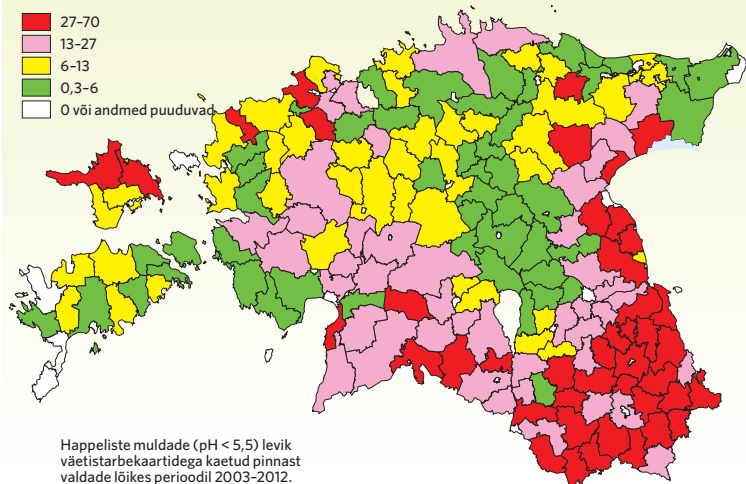 27–70
13–27
6–13
0,3–6
0 või andmed puuduvad
Happeliste muldade (pH < 5,5) levik
väetistarbekaartidega kaetud pinnast
valdade lõikes perioodil 2003–2012.